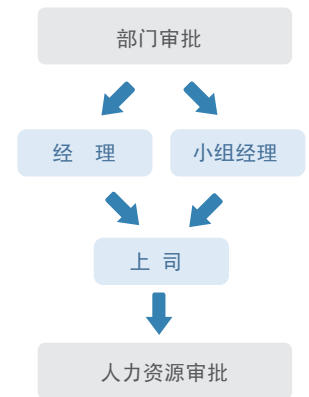 部门审批
经　理
小组经理
上 司
人力资源审批